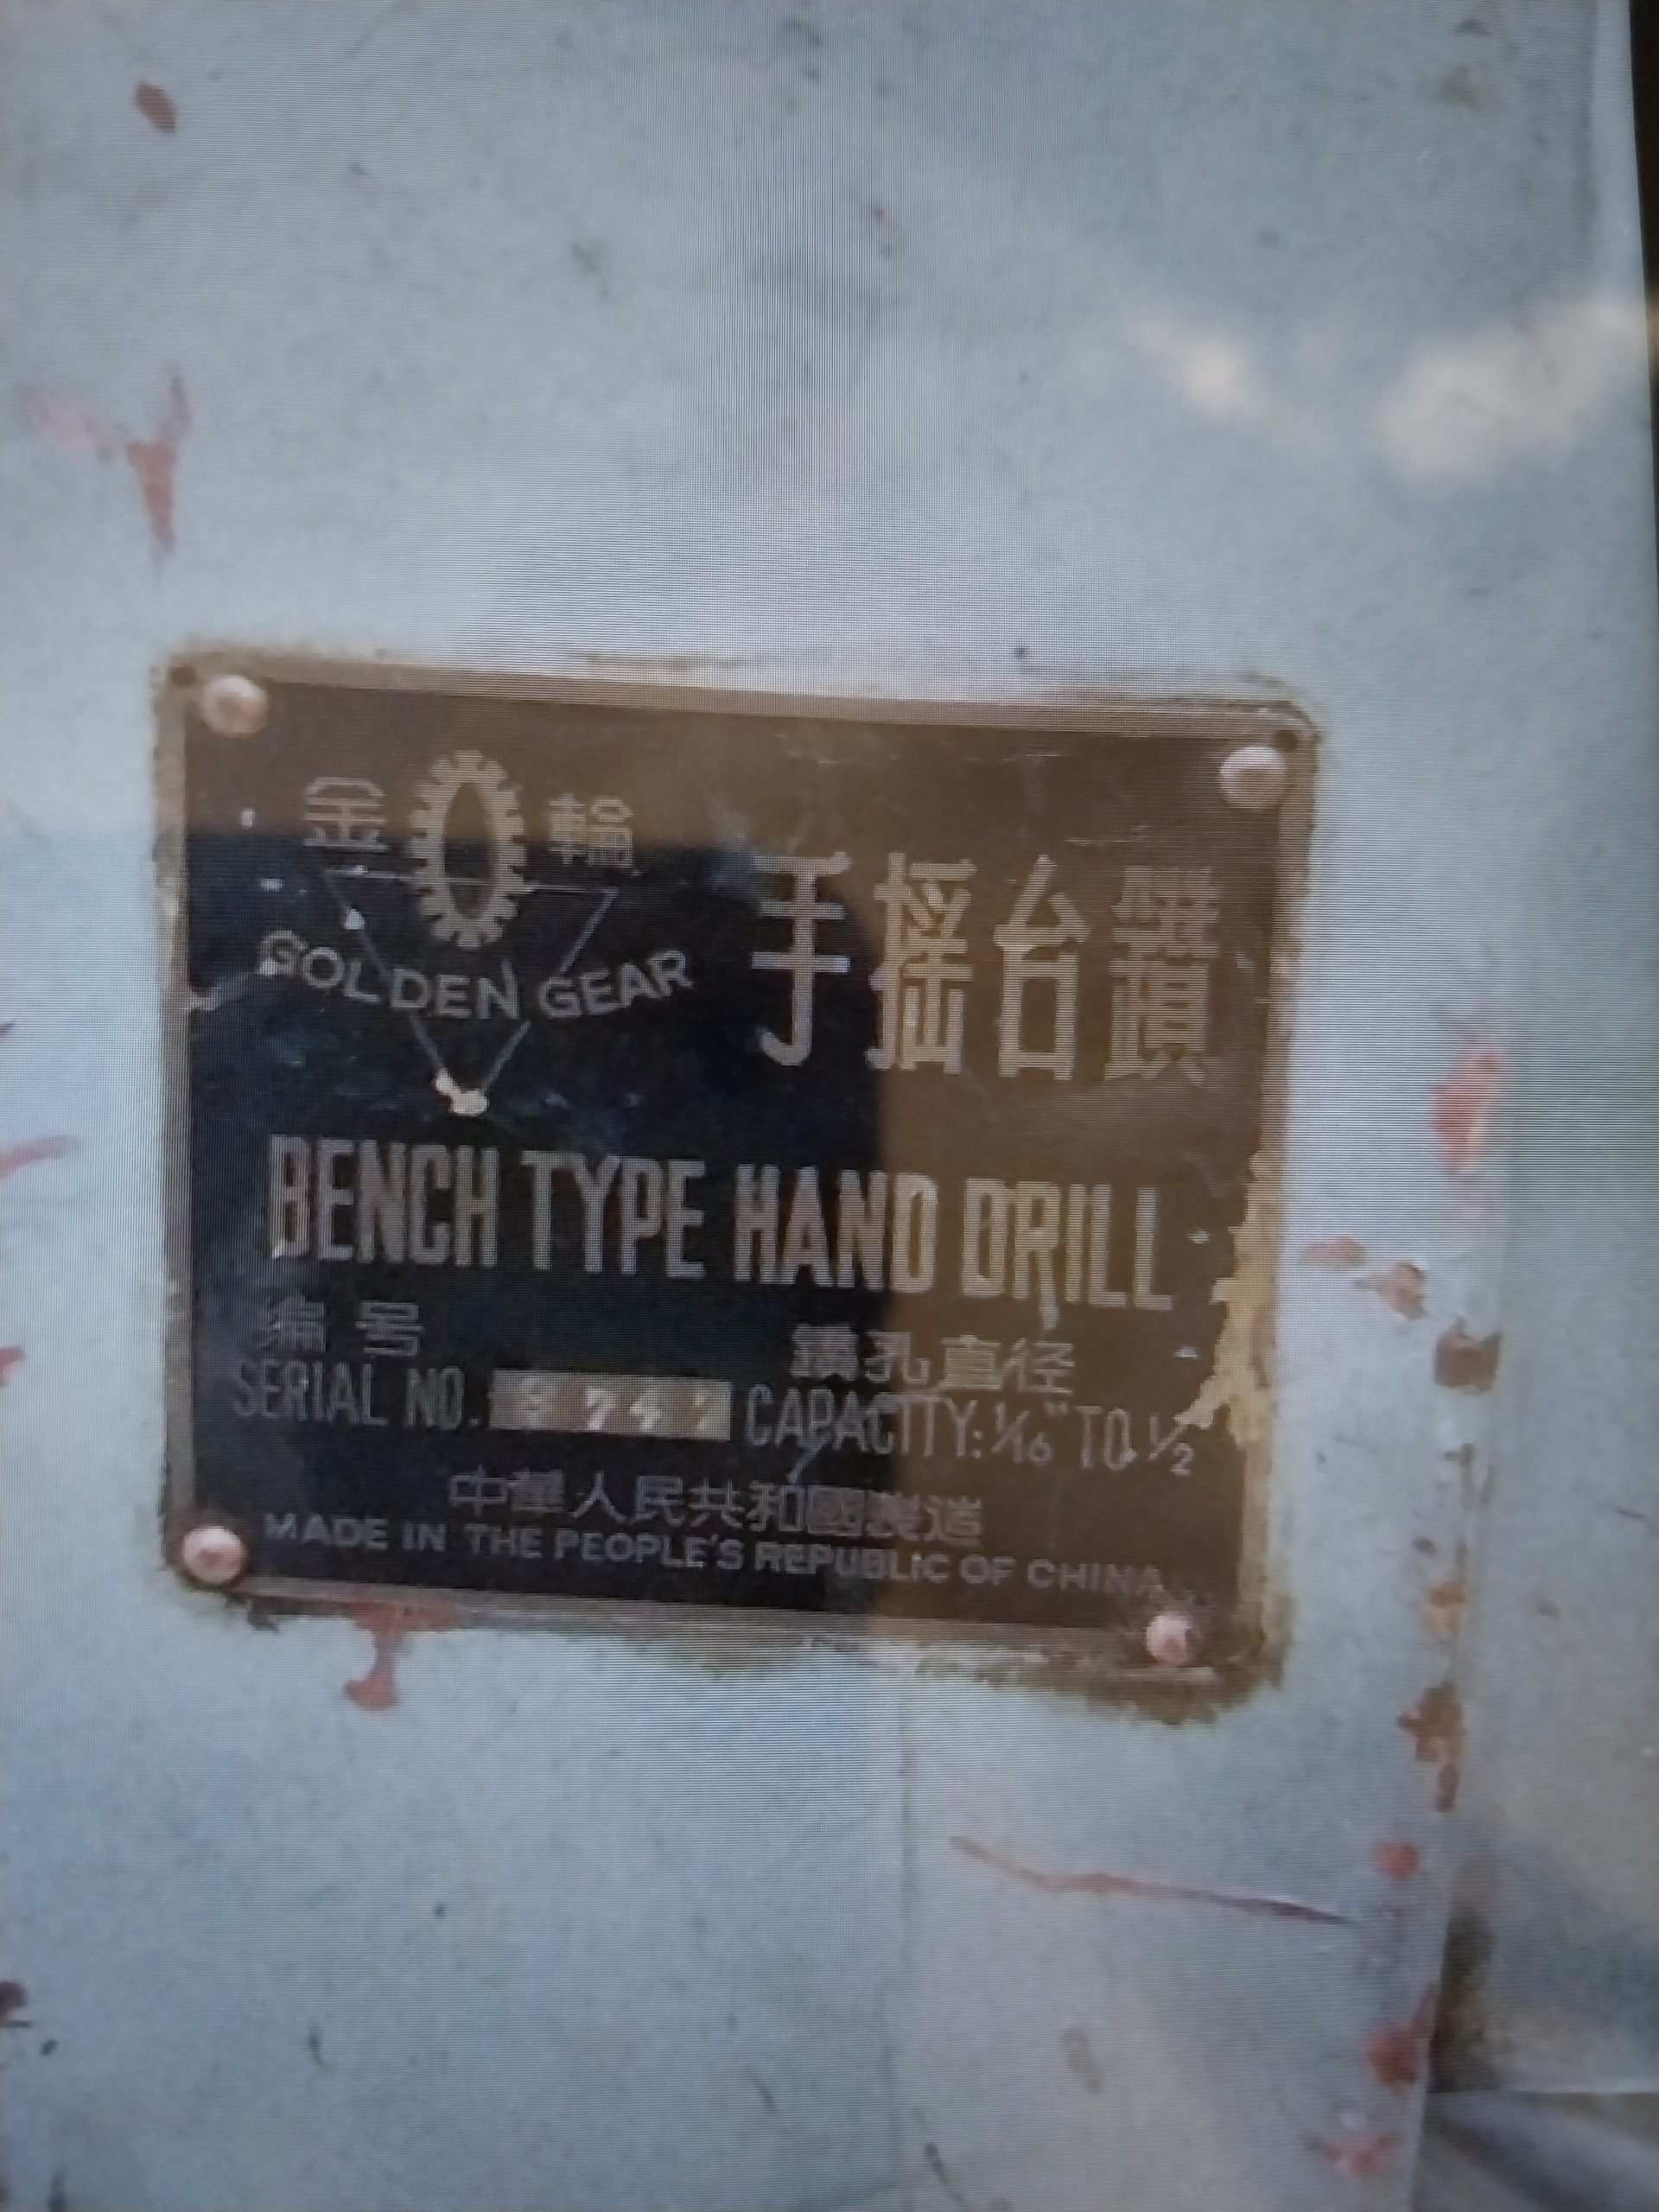 金 輪
GOLDEN GEAR
手摇台鑽
BENCH TYPE HAND DRILL
编号
SERIAL NO.
鑽孔直径
CAPACITY: 1/16" TO 1/2
中華人民共和國製造
MADE IN THE PEOPLE'S REPUBLIC OF CHINA